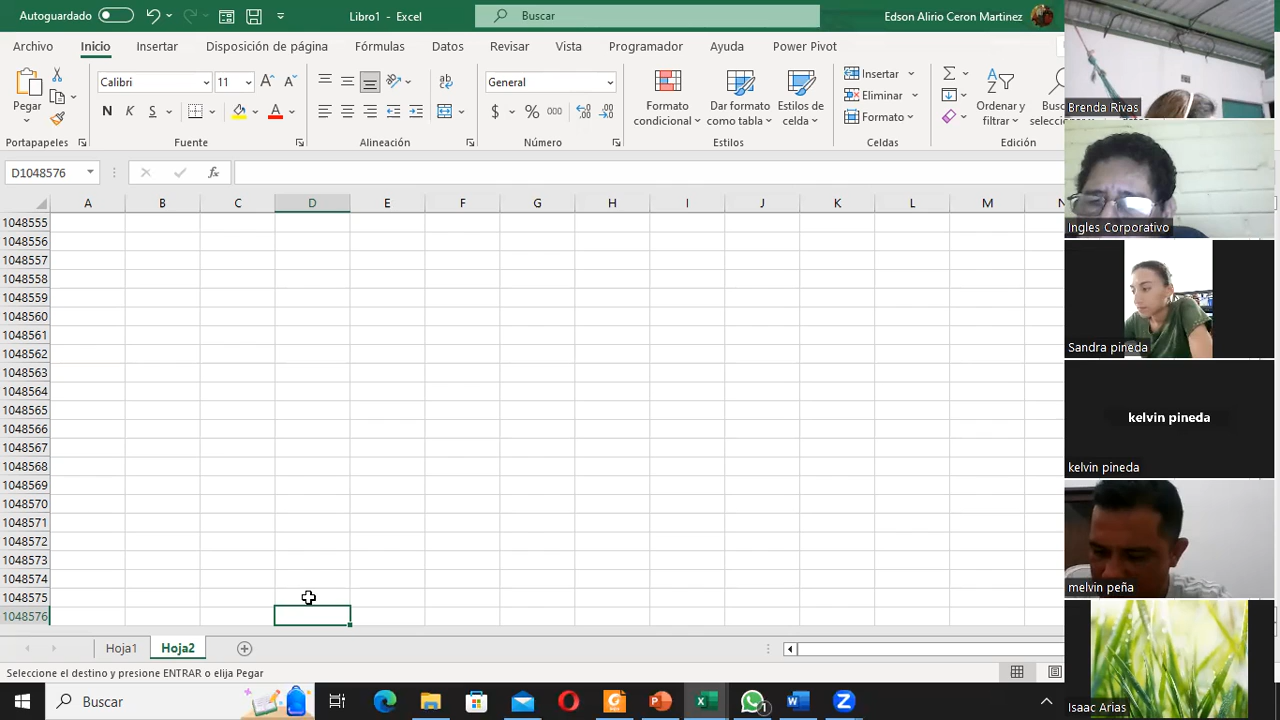 Autoguardado
Libro1 - Excel
Buscar
Edson Alirio Ceron Martinez
Archivo Inicio Insertar Disposición de página Fórmulas Datos Revisar Vista Programador Ayuda Power Pivot
Pegar
Calibri 11
N K S A
General
$ % 000
Formato condicional
Dar formato como tabla
Estilos de celda
Insertar
Eliminar
Formato
Ordenar y filtrar
Portapapeles Fuente Alineación Número Estilos Celdas Edición
D1048576
fx
A B C D E F G H I J K L M N
1048555
1048556
1048557
1048558
1048559
1048560
1048561
1048562
1048563
1048564
1048565
1048566
1048567
1048568
1048569
1048570
1048571
1048572
1048573
1048574
1048575
1048576
Hoja1 Hoja2
Seleccione el destino y presione ENTRAR o elija Pegar
Buscar
1
Brenda Rivas
Ingles Corporativo
Sandra pineda
kelvin pineda
kelvin pineda
melvin peña
Isaac Arias